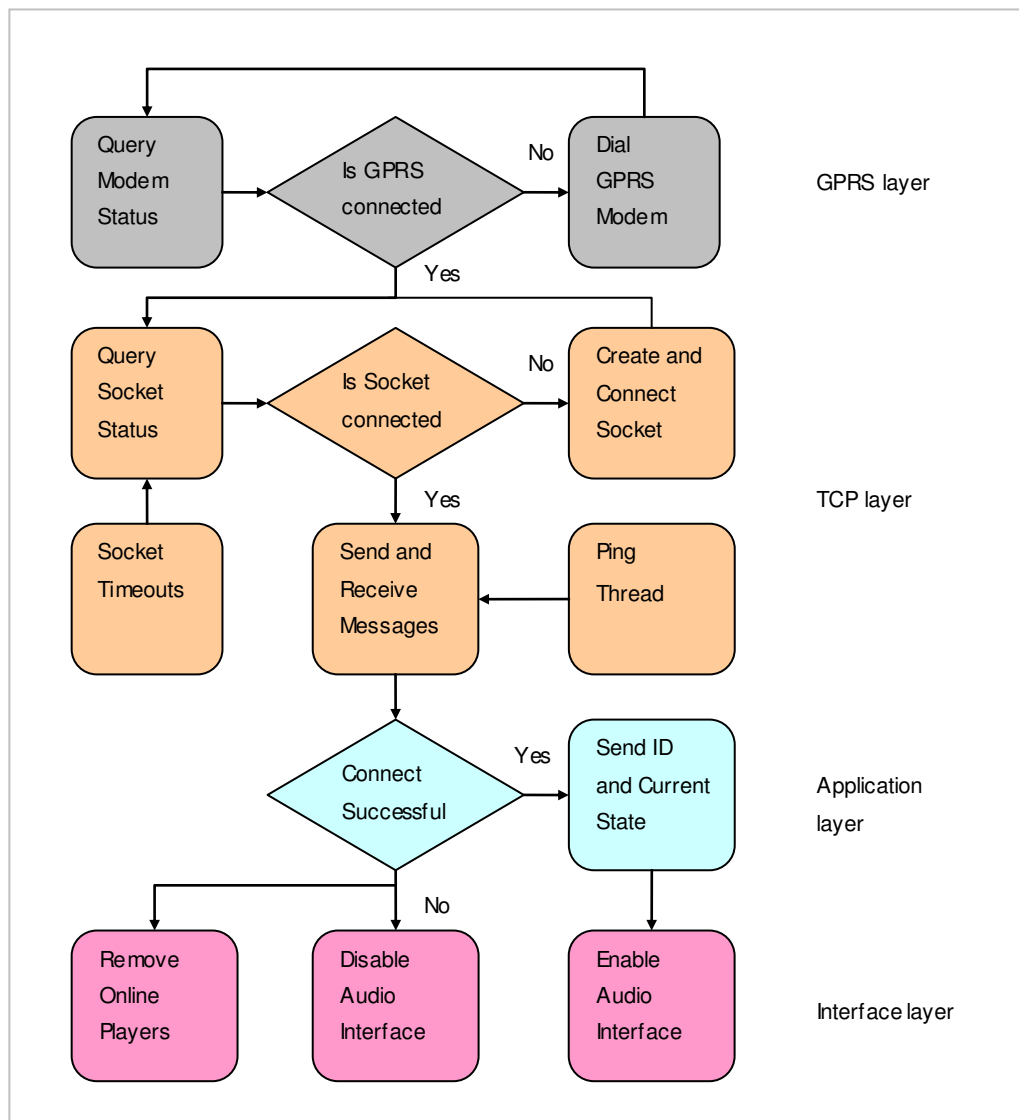 Query
Modem
Status
Is GPRS
connected
No
Dial
GPRS
Modem
GPRS layer
Yes
Query
Socket
Status
Is Socket
connected
No
Create and
Connect
Socket
Yes
TCP layer
Socket
Timeouts
Send and
Receive
Messages
Ping
Thread
Connect
Successful
Yes
Send ID
and Current
State
Application
layer
No
Remove
Online
Players
Disable
Audio
Interface
Enable
Audio
Interface
Interface layer